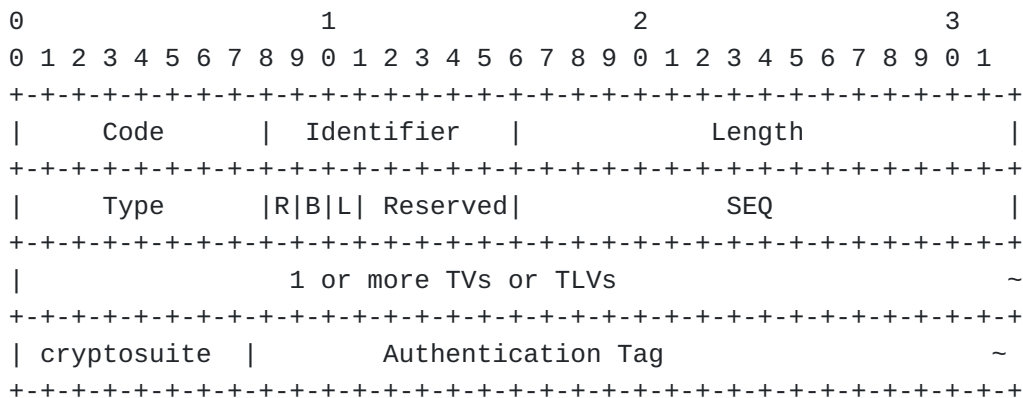 0                   1                   2                   3
0 1 2 3 4 5 6 7 8 9 0 1 2 3 4 5 6 7 8 9 0 1 2 3 4 5 6 7 8 9 0 1
+-+-+-+-+-+-+-+-+-+-+-+-+-+-+-+-+-+-+-+-+-+-+-+-+-+-+-+-+-+-+-+-+
|     Code      |  Identifier   |            Length             |
+-+-+-+-+-+-+-+-+-+-+-+-+-+-+-+-+-+-+-+-+-+-+-+-+-+-+-+-+-+-+-+-+
|     Type      |R|B|L| Reserved|             SEQ               |
+-+-+-+-+-+-+-+-+-+-+-+-+-+-+-+-+-+-+-+-+-+-+-+-+-+-+-+-+-+-+-+-+
|                 1 or more TVs or TLVs                         ~
+-+-+-+-+-+-+-+-+-+-+-+-+-+-+-+-+-+-+-+-+-+-+-+-+-+-+-+-+-+-+-+-+
| cryptosuite  |        Authentication Tag                     ~
+-+-+-+-+-+-+-+-+-+-+-+-+-+-+-+-+-+-+-+-+-+-+-+-+-+-+-+-+-+-+-+-+